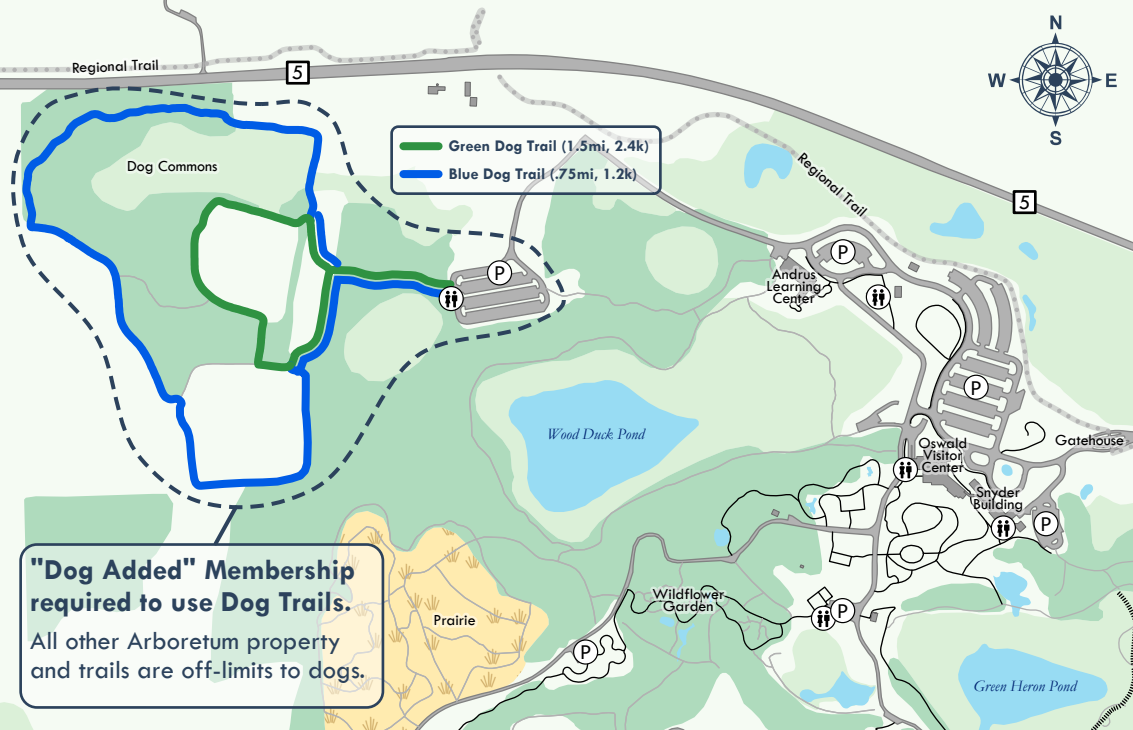 N
W E
S
5
Regional Trail
Green Dog Trail (1.5mi, 2.4k)
Blue Dog Trail (.75mi, 1.2k)
Dog Commons
Regional Trail
5
P
P
Andrus
Learning
Center
P
Wood Duck Pond
Oswald
Visitor
Center
Gatehouse
Snyder
Building
P
"Dog Added" Membership
required to use Dog Trails.
All other Arboretum property
and trails are off-limits to dogs.
Prairie
Wildflower
Garden
P
P
Green Heron Pond